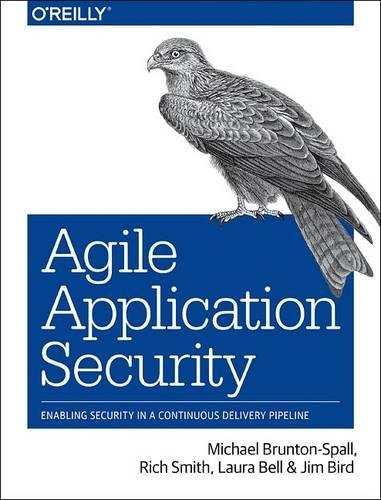 O'REILLY®
Agile
Application
Security
ENABLING SECURITY IN A CONTINUOUS DELIVERY PIPELINE
Michael Brunton-Spall,
Rich Smith, Laura Bell & Jim Bird